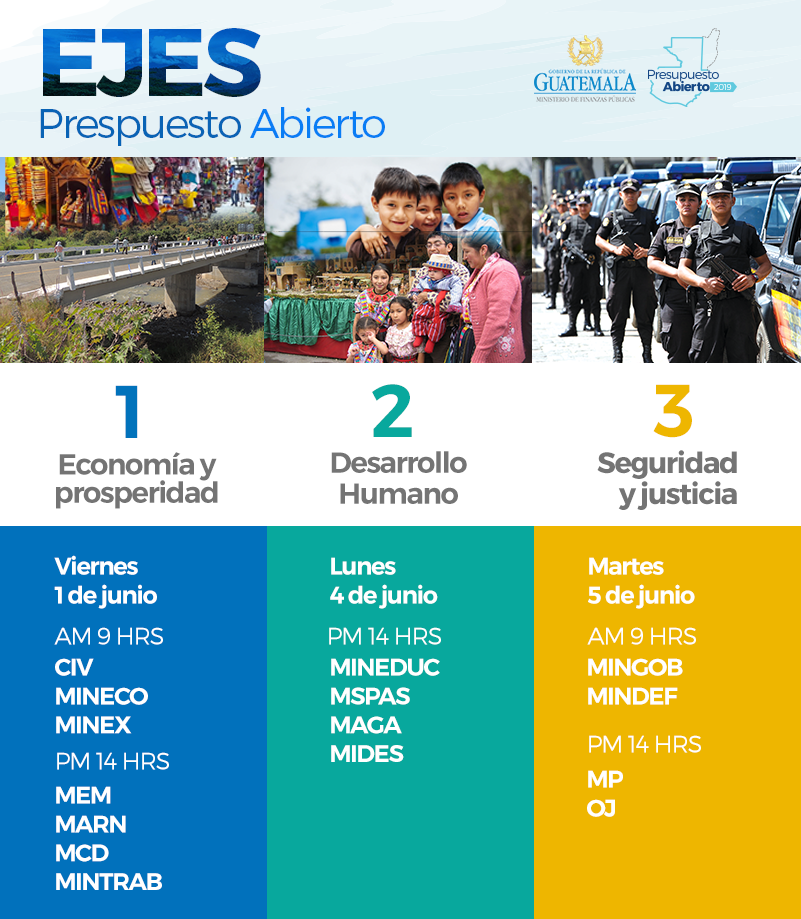 EJES
Prespuesto Abierto
GOBIERNO DE LA REPÚBLICA DE
GUATEMALA
MINISTERIO DE FINANZAS PÚBLICAS
Presupuesto
Abierto 2019
1
Economía y
prosperidad
2
Desarrollo
Humano
3
Seguridad
y justicia
Viernes
1 de junio
AM 9 HRS
CIV
MINECO
MINEX
PM 14 HRS
MEM
MARN
MCD
MINTRAB
Lunes
4 de junio
PM 14 HRS
MINEDUC
MSPAS
MAGA
MIDES
Martes
5 de junio
AM 9 HRS
MINGOB
MINDEF
PM 14 HRS
MP
OJ